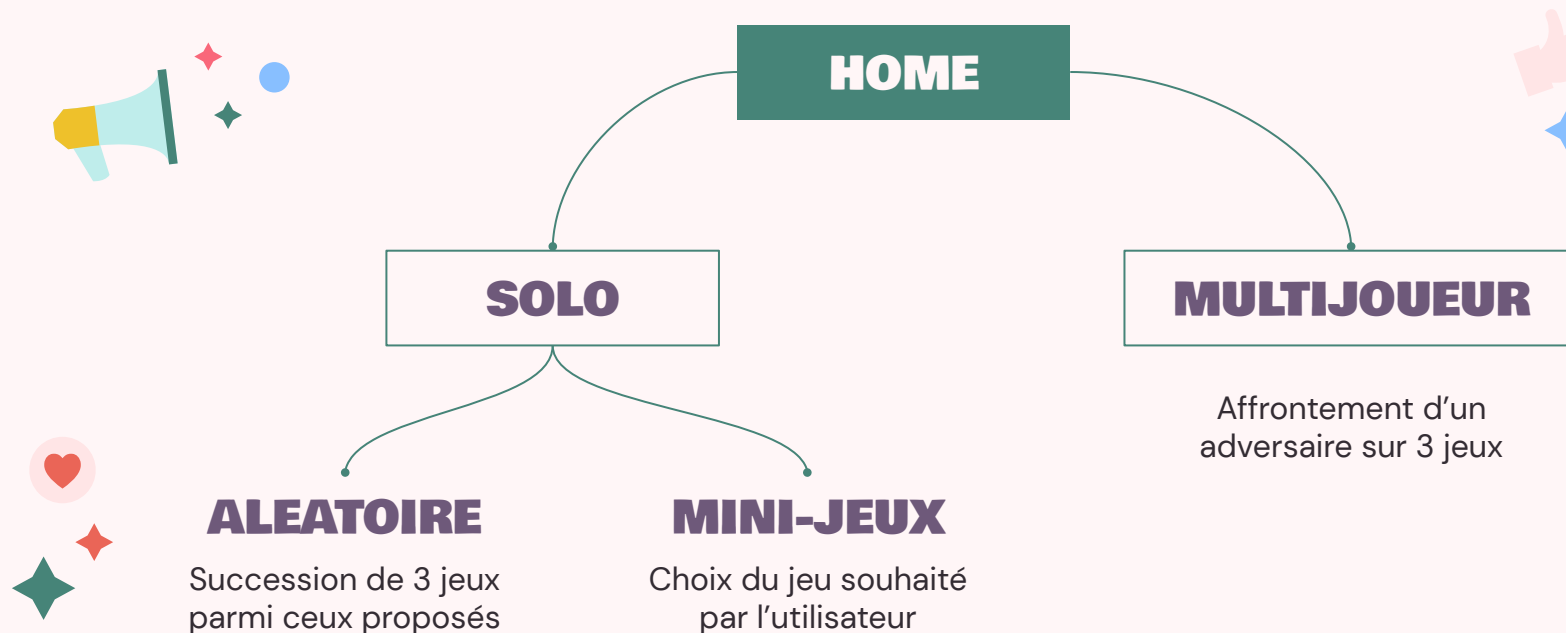 HOME
SOLO
MULTIJOUEUR
Affrontement d’un
adversaire sur 3 jeux
ALEATOIRE
Succession de 3 jeux
parmi ceux proposés
MINI-JEUX
Choix du jeu souhaité
par l’utilisateur